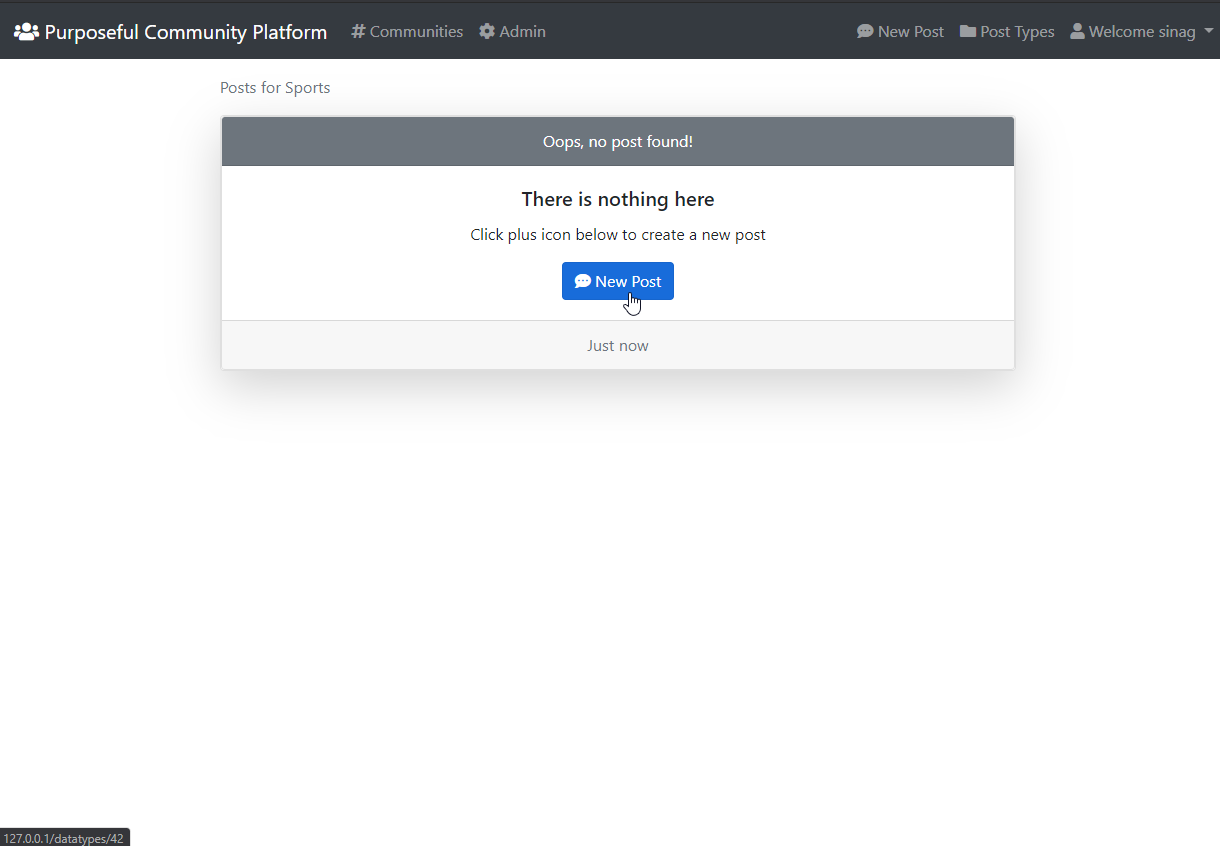 Purposeful Community Platform # Communities Admin New Post Post Types Welcome sinag
Posts for Sports
Oops, no post found!
There is nothing here
Click plus icon below to create a new post
New Post
Just now
127.0.0.1/datatypes/42